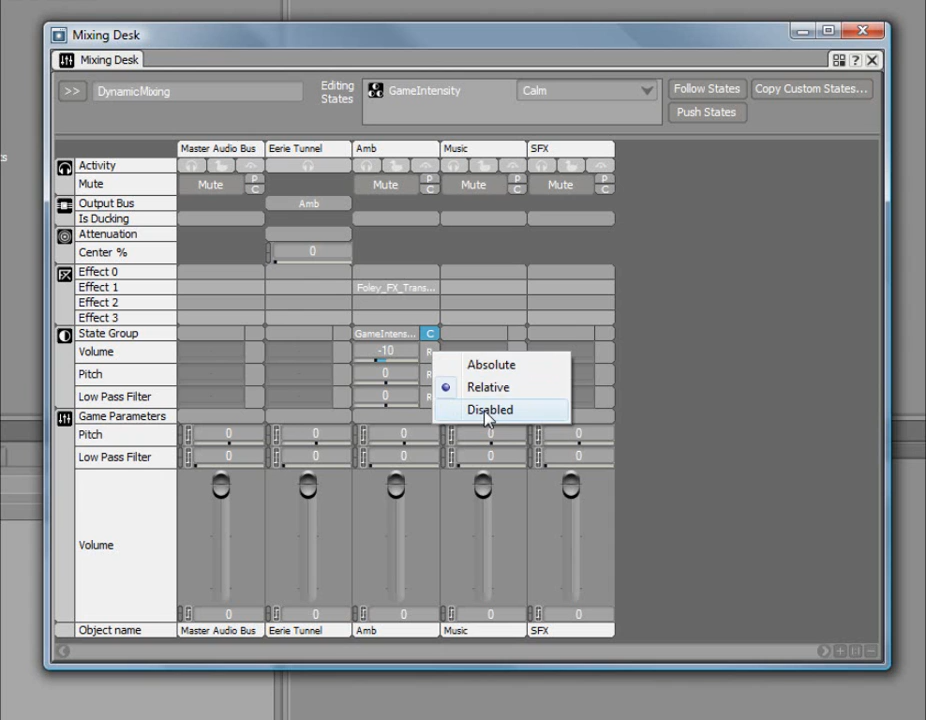 Mixing Desk
Mixing Desk
>> DynamicMixing Editing States GameIntensity Calm Follow States Copy Custom States...
Push States
Master Audio Bus Eerie Tunnel Amb Music SFX
Activity
Mute Mute P C Mute P C Mute P C Mute P C
Output Bus Amb
Is Ducking
Attenuation
Center % 0
Effect 0
Effect 1 Foley_FX_Trans...
Effect 2
Effect 3
State Group GameIntens... C
Volume -10 R
Absolute
Pitch 0 R
Relative
Low Pass Filter 0 R
Disabled
Game Parameters
Pitch 0 0 0 0 0
Low Pass Filter 0 0 0 0 0
Volume
0 0 0 0 0
Object name Master Audio Bus Eerie Tunnel Amb Music SFX